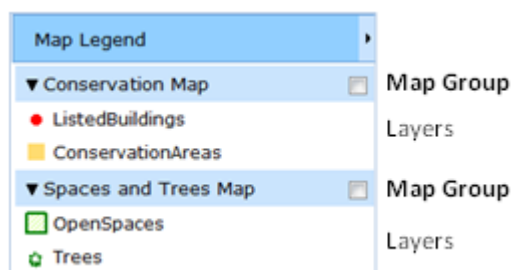 Map Legend
Conservation Map Map Group
ListedBuildings
Layers
ConservationAreas
Spaces and Trees Map Map Group
OpenSpaces
Layers
Trees